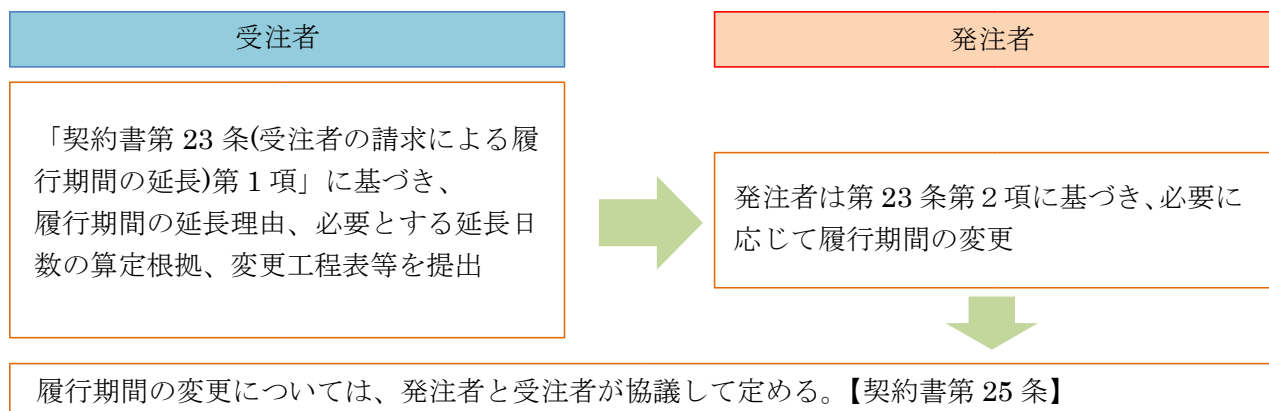 受注者
発注者
「契約書第 23 条(受注者の請求による履
行期間の延長)第１項」に基づき、
履行期間の延長理由、必要とする延長日
数の算定根拠、変更工程表等を提出
発注者は第 23 条第２項に基づき、必要に
応じて履行期間の変更
履行期間の変更については、発注者と受注者が協議して定める。【契約書第 25 条】